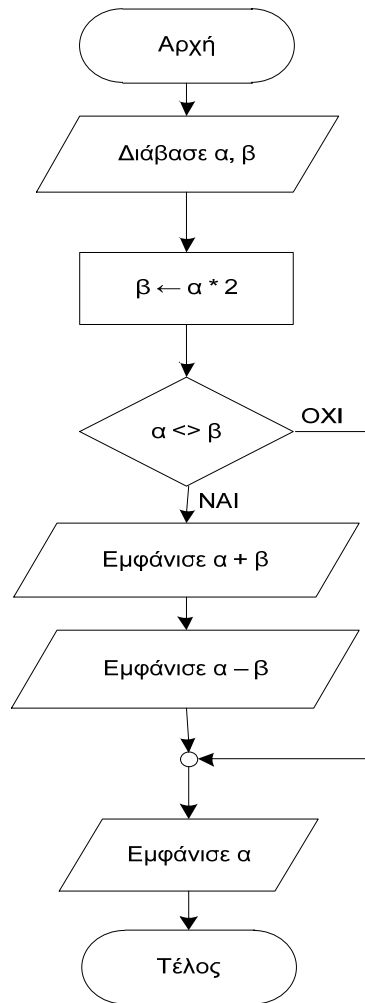 Αρχή
Διάβασε α, β
β ← α * 2
α <> β
ΟΧΙ
ΝΑΙ
Εμφάνισε α + β
Εμφάνισε α – β
Εμφάνισε α
Τέλος